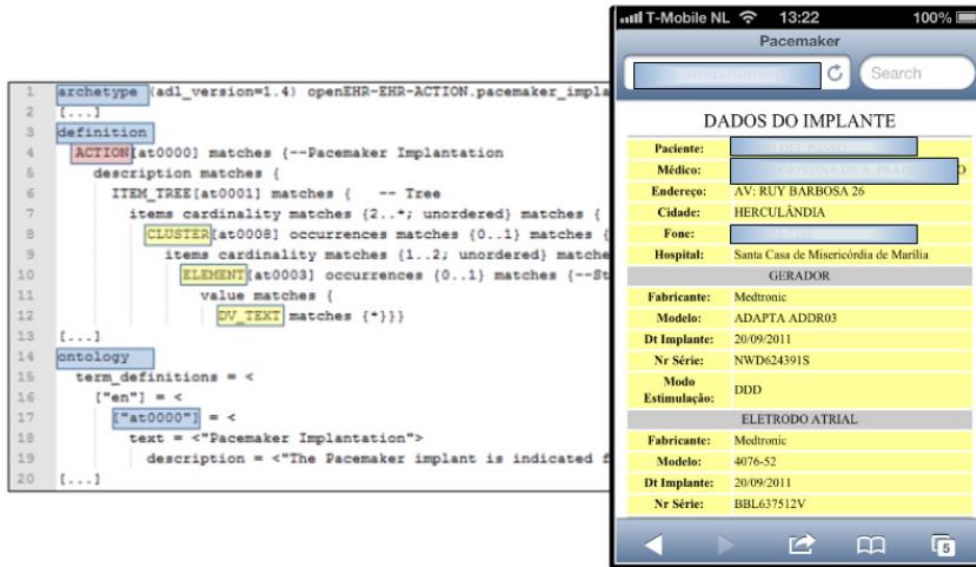 1 archetype (adl_version=1.4) openEHR-EHR-ACTION.pacemaker_impla
2 [...]
3 definition
4 ACTION[at0000] matches {--Pacemaker Implantation
5 description matches {
6 ITEM_TREE[at0001] matches { -- Tree
7 items cardinality matches {2..*; unordered} matches {
8 CLUSTER[at0008] occurrences matches {0..1} matches {
9 items cardinality matches {1..2; unordered} matche
10 ELEMENT[at0003] occurrences {0..1} matches {--St
11 value matches {
12 DV_TEXT matches {*}}}
13 [...]
14 ontology
15 term_definitions = <
16 ["en"] = <
17 ["at0000"] = <
18 text = <"Pacemaker Implantation">
19 description = <"The Pacemaker implant is indicated f
20 [...]
T-Mobile NL 13:22 100%
Pacemaker
Search
DADOS DO IMPLANTE
Paciente:
Médico: O
Endereço: AV: RUY BARBOSA 26
Cidade: HERCULÂNDIA
Fone:
Hospital: Santa Casa de Misericórdia de Marília
GERADOR
Fabricante: Medtronic
Modelo: ADAPTA ADDR03
Dt Implante: 20/09/2011
Nr Série: NWD624391S
Modo
Estimulação: DDD
ELETRODO ATRIAL
Fabricante: Medtronic
Modelo: 4076-52
Dt Implante: 20/09/2011
Nr Série: BBL637512V
5